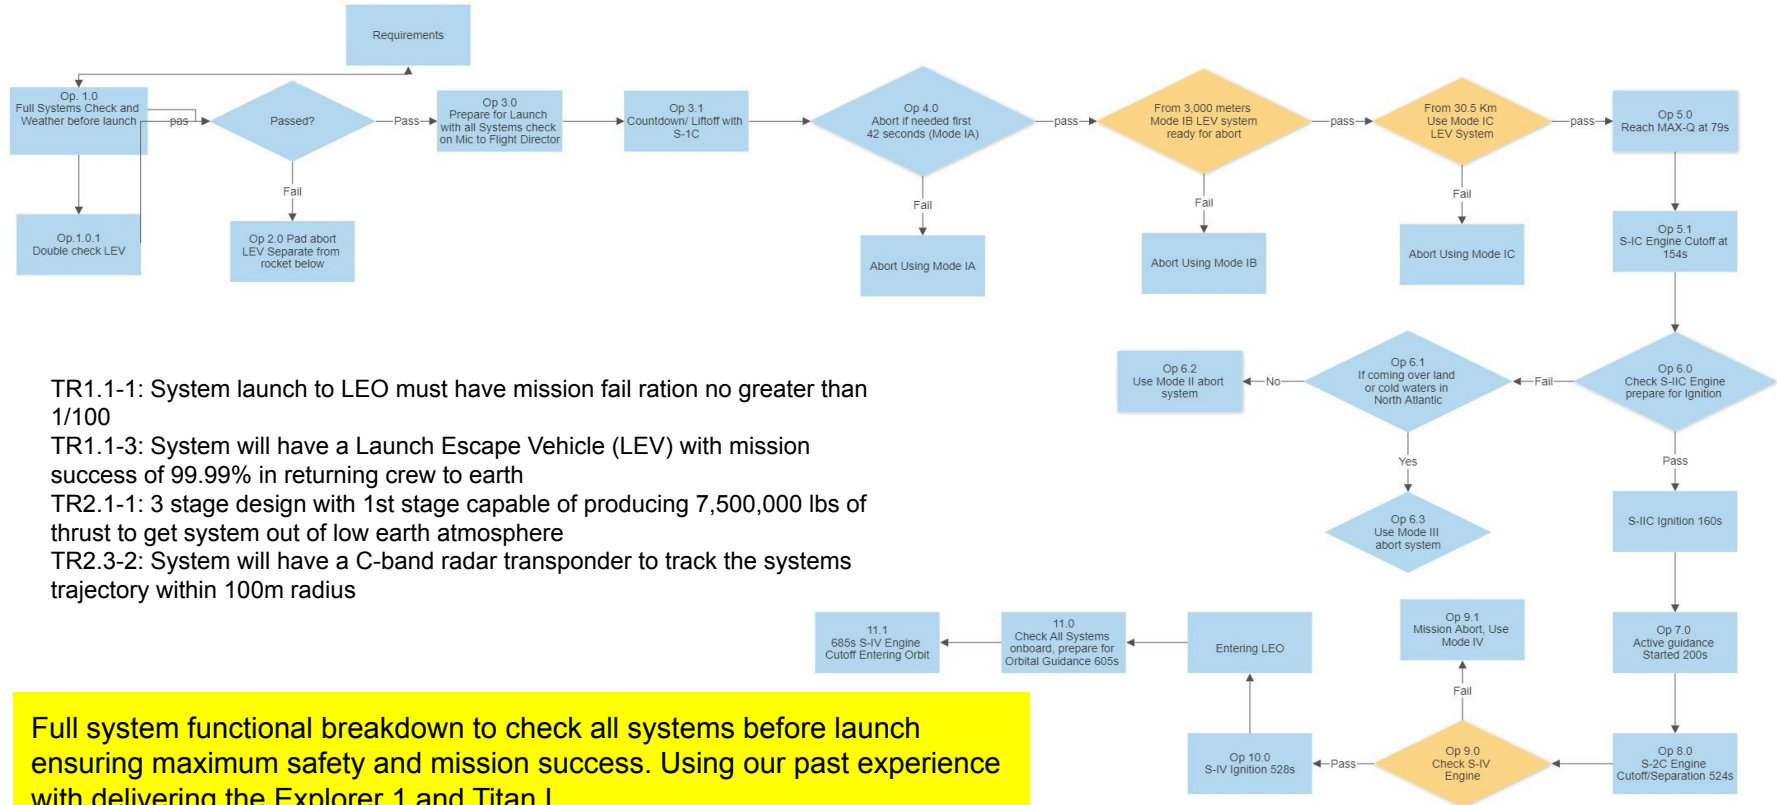 Requirements
Op. 1.0
Full Systems Check and
Weather before launch
pas
Passed?
Pass
Op 3.0
Prepare for Launch
with all Systems check
on Mic to Flight Director
Op 3.1
Countdown/ Liftoff with
S-1C
Op 4.0
Abort if needed first
42 seconds (Mode IA)
pass
From 3,000 meters
Mode IB LEV system
ready for abort
pass
From 30.5 Km
Use Mode IC
LEV System
pass
Op 5.0
Reach MAX-Q at 79s
Fail
Fail
Fail
Fail
Op.1.0.1
Double check LEV
Op 2.0 Pad abort
LEV Separate from
rocket below
Abort Using Mode IA
Abort Using Mode IB
Abort Using Mode IC
Op 5.1
S-IC Engine Cutoff at
154s
Op 6.2
Use Mode II abort
system
No
Op 6.1
If coming over land
or cold waters in
North Atlantic
Fail
Op 6.0
Check S-IIC Engine
prepare for Ignition
Yes
Pass
Op 6.3
Use Mode III
abort system
S-IIC Ignition 160s
TR1.1-1: System launch to LEO must have mission fail ration no greater than
1/100
TR1.1-3: System will have a Launch Escape Vehicle (LEV) with mission
success of 99.99% in returning crew to earth
TR2.1-1: 3 stage design with 1st stage capable of producing 7,500,000 lbs of
thrust to get system out of low earth atmosphere
TR2.3-2: System will have a C-band radar transponder to track the systems
trajectory within 100m radius
11.1
685s S-IV Engine
Cutoff Entering Orbit
11.0
Check All Systems
onboard, prepare for
Orbital Guidance 605s
Entering LEO
Op 9.1
Mission Abort, Use
Mode IV
Op 7.0
Active guidance
Started 200s
Fail
Op 10.0
S-IV Ignition 528s
Pass
Op 9.0
Check S-IV
Engine
Op 8.0
S-2C Engine
Cutoff/Separation 524s
Full system functional breakdown to check all systems before launch
ensuring maximum safety and mission success. Using our past experience
with delivering the Explorer 1 and Titan I